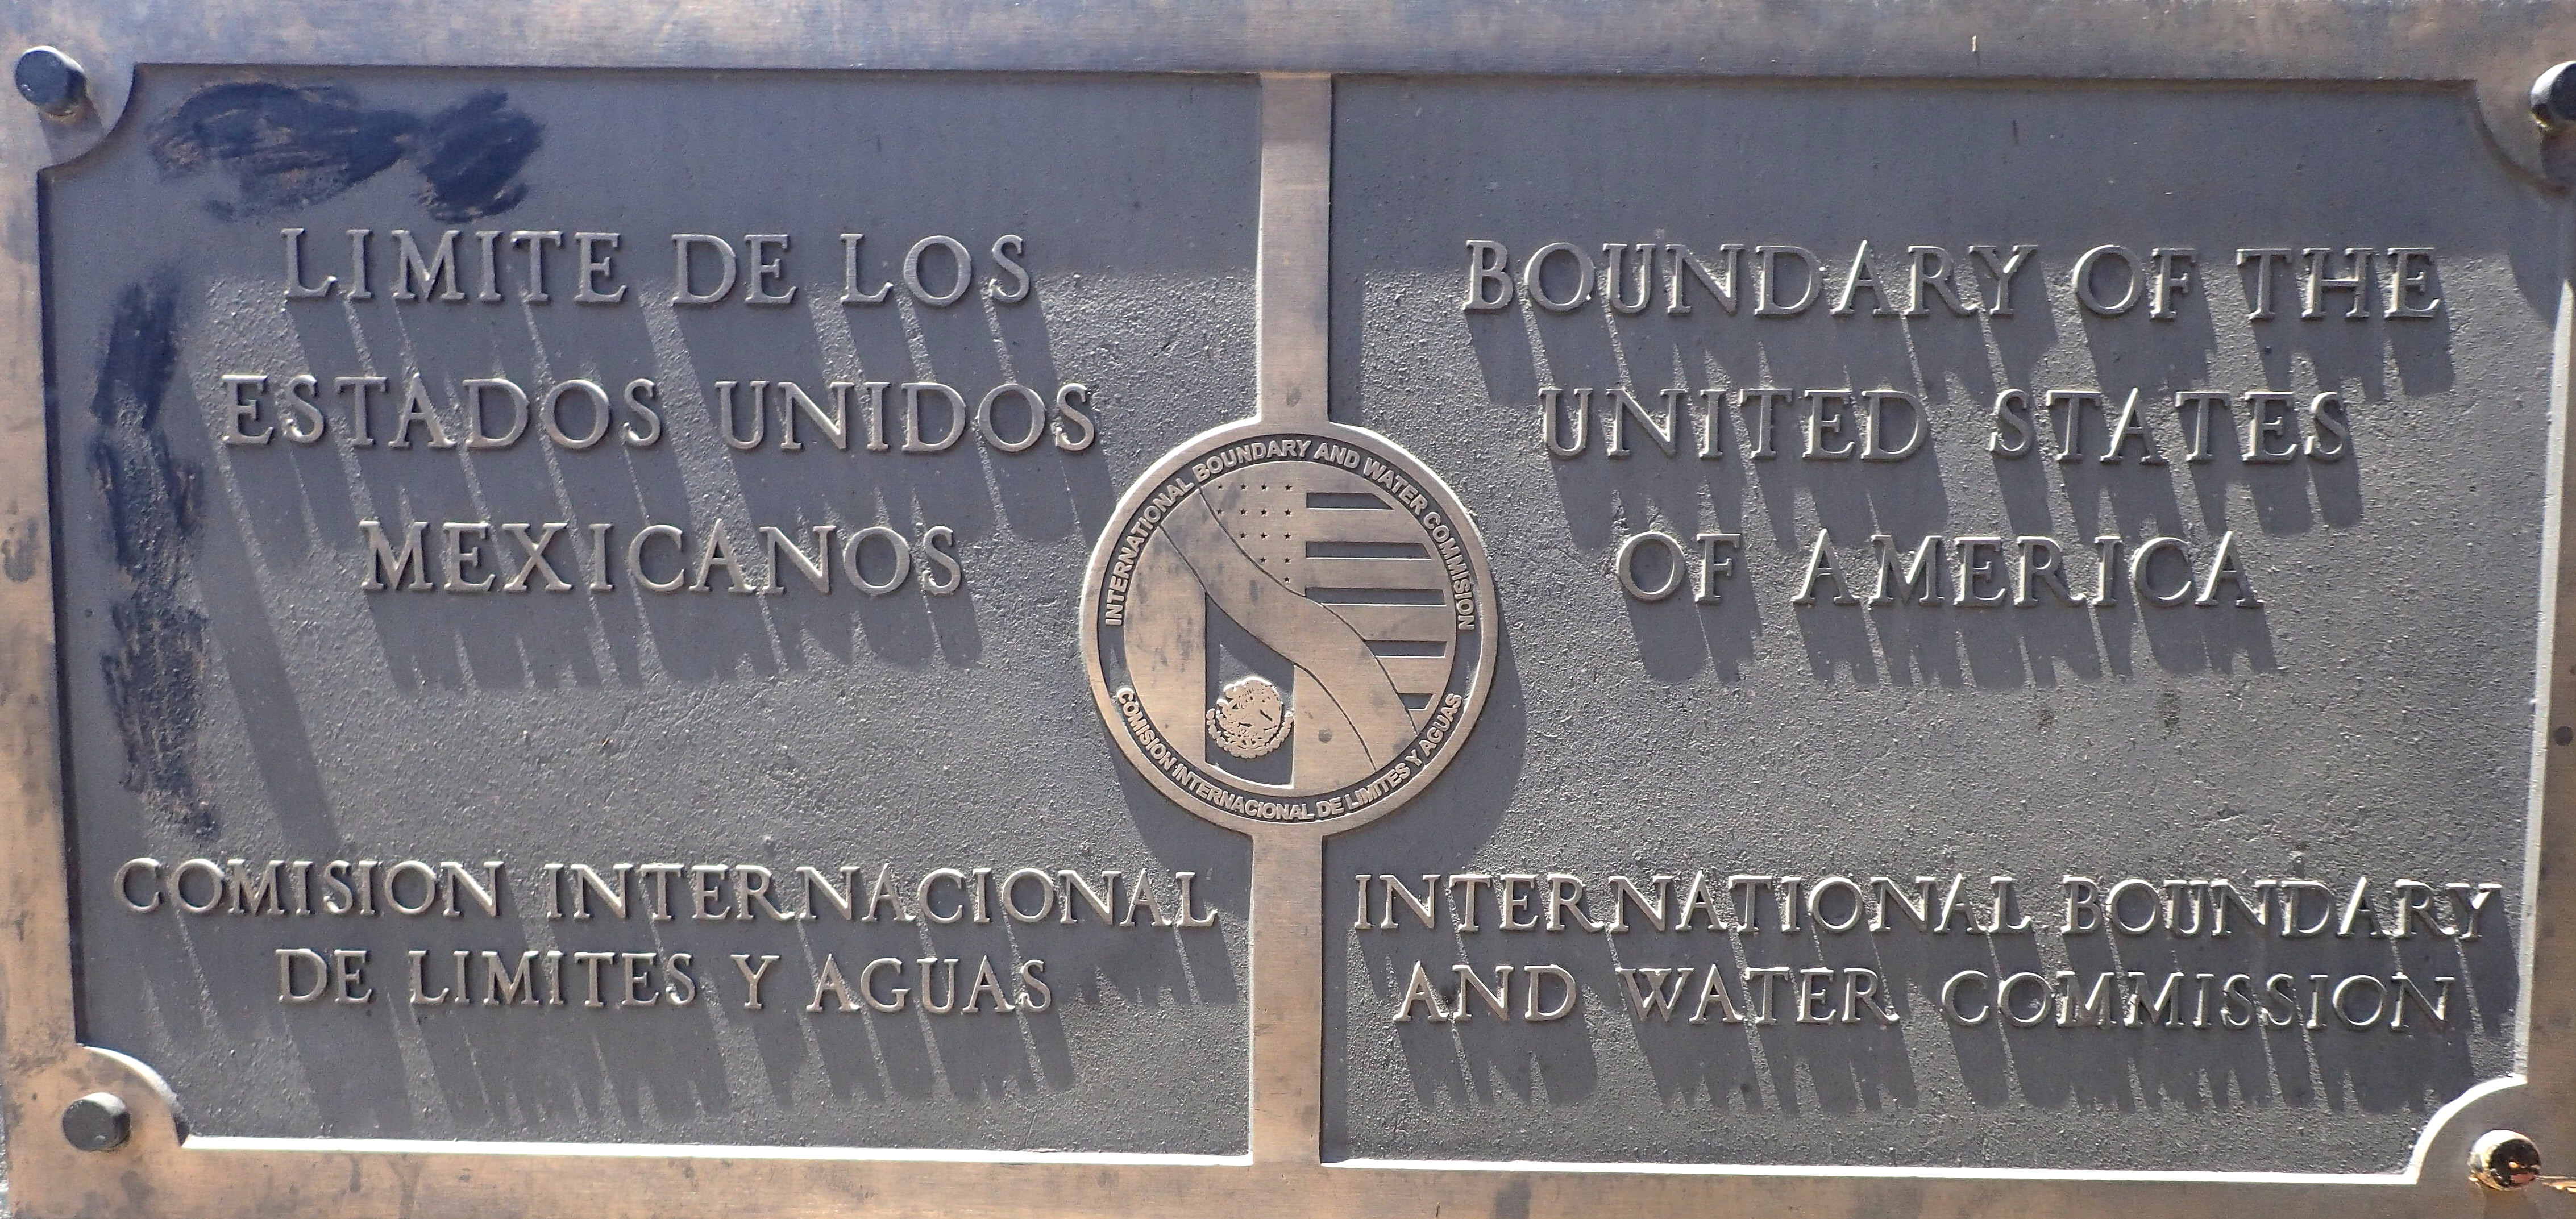 LIMITE DE LOS
ESTADOS UNIDOS
MEXICANOS
COMISION INTERNACIONAL
DE LIMITES Y AGUAS
INTERNATIONAL BOUNDARY AND WATER COMMISION
COMISION INTERNACIONAL DE LIMITES Y AGUAS
BOUNDARY OF THE
UNITED STATES
OF AMERICA
INTERNATIONAL BOUNDARY
AND WATER COMMISSION